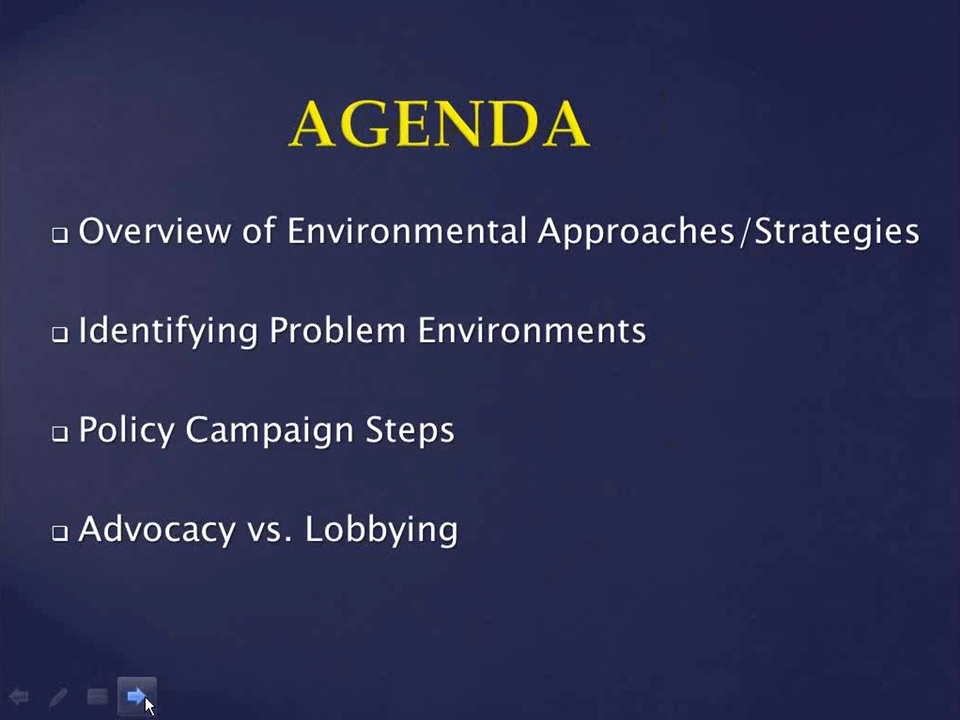 AGENDA
Overview of Environmental Approaches/Strategies
Identifying Problem Environments
Policy Campaign Steps
Advocacy vs. Lobbying